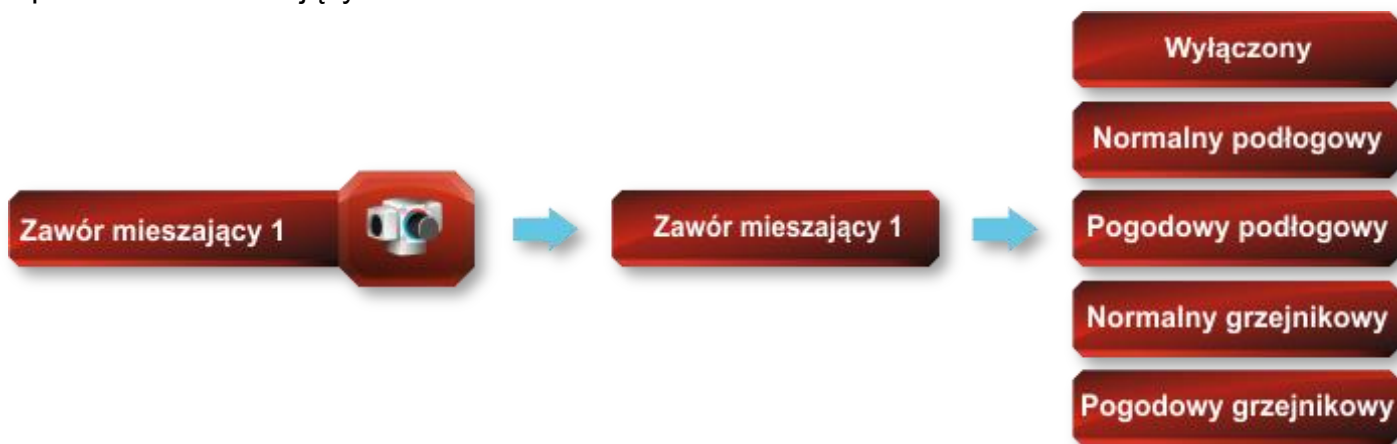 Zawór mieszający 1
Zawór mieszający 1
Wyłączony
Normalny podłogowy
Pogodowy podłogowy
Normalny grzejnikowy
Pogodowy grzejnikowy